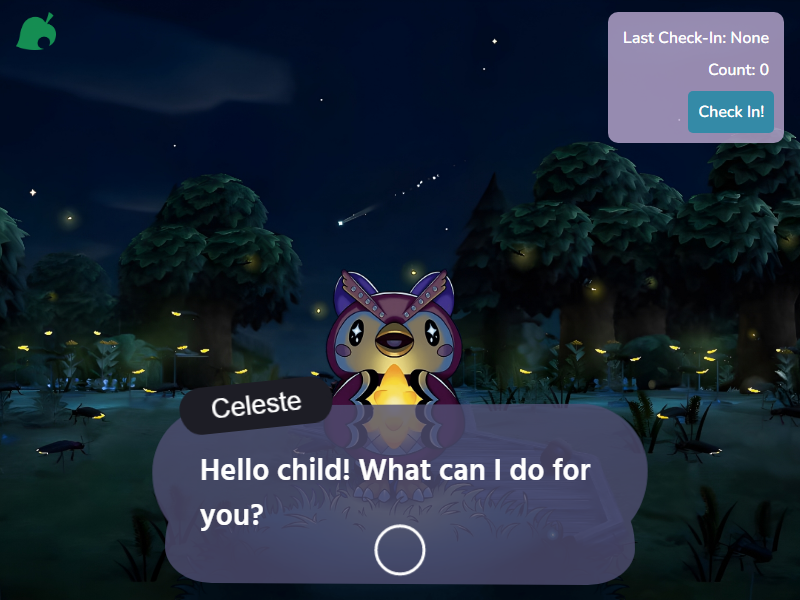 Last Check-In: None
Count: 0
Check In!
Celeste
Hello child! What can I do for
you?